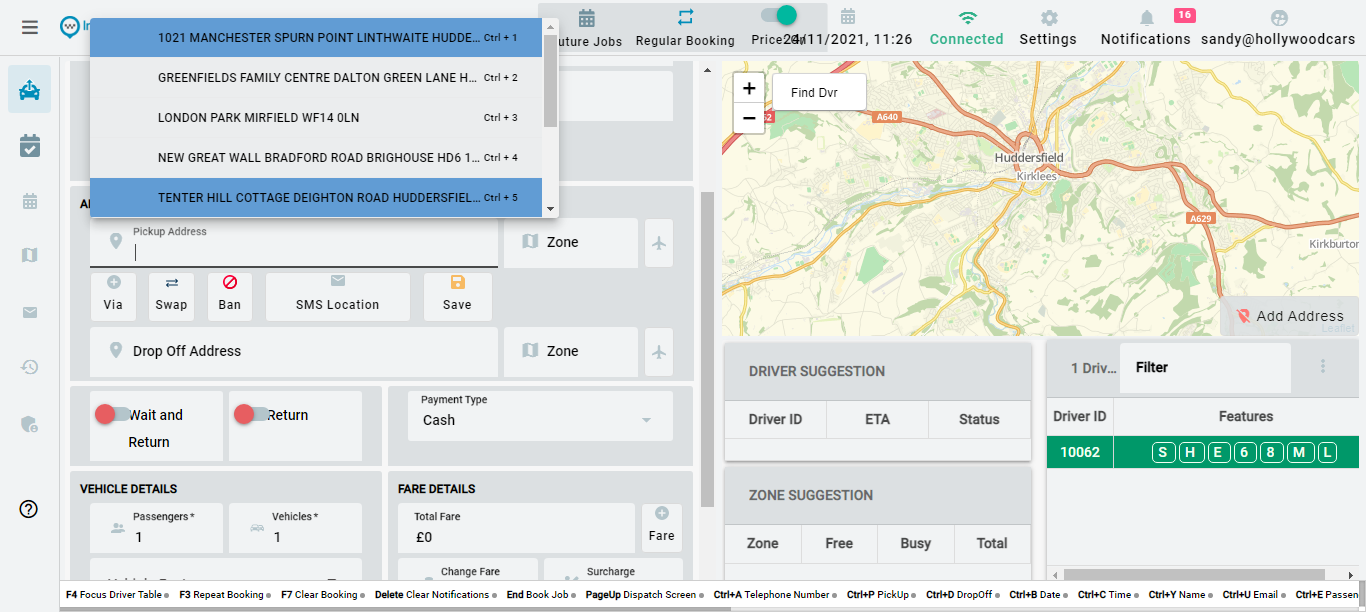 1021 MANCHESTER SPURN POINT LINTHWAITE HUDDE... Ctrl + 1
GREENFIELDS FAMILY CENTRE DALTON GREEN LANE H... Ctrl + 2
LONDON PARK MIRFIELD WF14 0LN Ctrl + 3
NEW GREAT WALL BRADFORD ROAD BRIGHOUSE HD6 1... Ctrl + 4
TENTER HILL COTTAGE DEIGHTON ROAD HUDDERSFIEL... Ctrl + 5
uture Jobs
Regular Booking
24/11/2021, 11:26
Connected
Settings
16
Notifications
sandy@hollywoodcars
Pickup Address
Zone
Via
Swap
Ban
SMS Location
Save
Drop Off Address
Zone
Wait and
Return
Return
Payment Type
Cash
VEHICLE DETAILS
Passengers*
1
Vehicles*
1
FARE DETAILS
Total Fare
£0
Fare
Change Fare
Surcharge
+
−
Find Dvr
A640
Huddersfield
Kirklees
A629
Kirkburton
Add Address
Leaflet
DRIVER SUGGESTION
Driver ID ETA Status
ZONE SUGGESTION
Zone Free Busy Total
1 Driv...
Filter
Driver ID Features
10062 S H E 6 8 M L
F4 Focus Driver Table F3 Repeat Booking F7 Clear Booking Delete Clear Notifications End Book Job PageUp Dispatch Screen Ctrl+A Telephone Number Ctrl+P PickUp Ctrl+D DropOff Ctrl+B Date Ctrl+C Time Ctrl+Y Name Ctrl+U Email Ctrl+E Passen